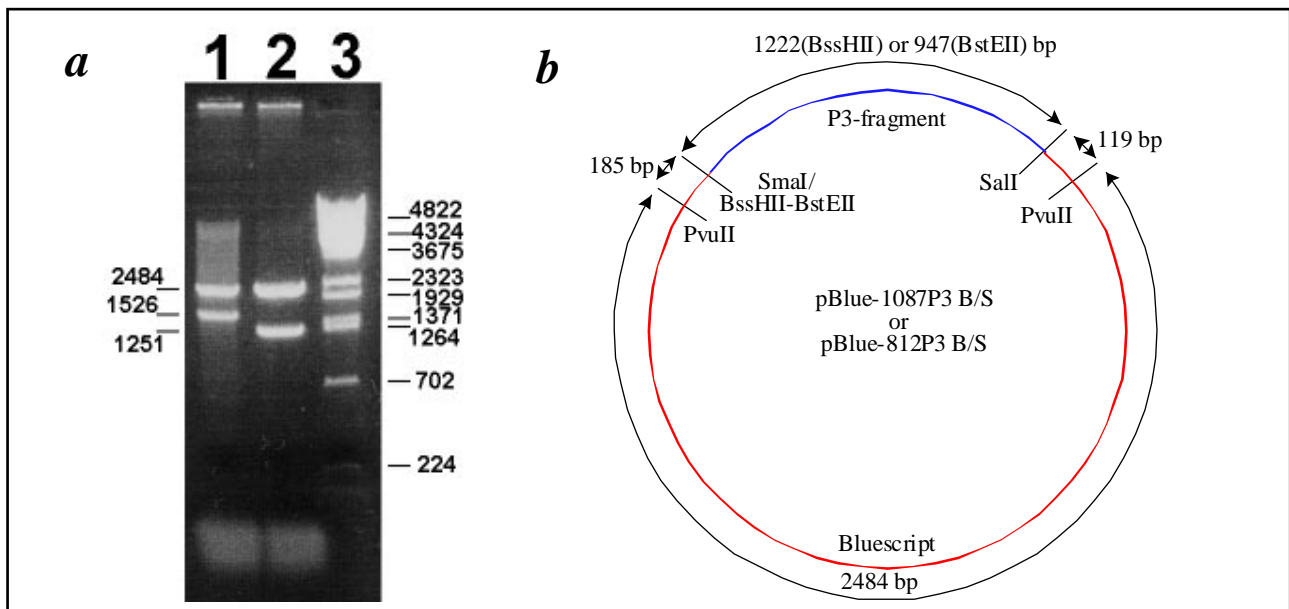 a
1 2 3
4822
4324
3675
2484
2323
1526
1929
1371
1251
1264
702
224
b
1222(BssHII) or 947(BstEII) bp
P3-fragment
185 bp
119 bp
SmaI/
BssHII-BstEII
SalI
PvuII
PvuII
pBlue-1087P3 B/S
or
pBlue-812P3 B/S
Bluescript
2484 bp